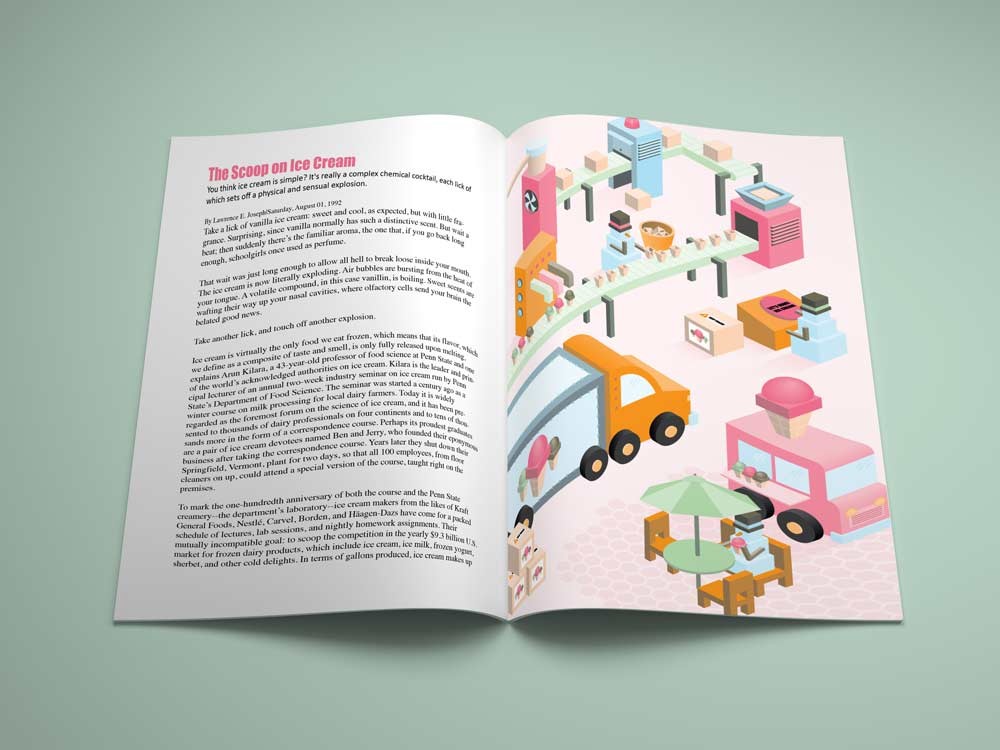 The Scoop on Ice Cream
You think ice cream is simple? It's really a complex chemical cocktail, each lick of
which sets off a physical and sensual explosion.
By Lawrence E. Joseph|Saturday, August 01, 1992
Take a lick of vanilla ice cream: sweet and cool, as expected, but with little fra-
grance. Surprising, since vanilla normally has such a distinctive scent. But wait a
beat; then suddenly there's the familiar aroma, the one that, if you go back long
enough, schoolgirls once used as perfume.
That wait was just long enough to allow all hell to break loose inside your mouth.
The ice cream is now literally exploding. Air bubbles are bursting from the heat of
your tongue. A volatile compound, in this case vanillin, is boiling. Sweet scents are
wafting their way up your nasal cavities, where olfactory cells send your brain the
belated good news.
Take another lick, and touch off another explosion.
Ice cream is virtually the only food we eat frozen, which means that its flavor, which
we define as a composite of taste and smell, is only fully released upon melting,
explains Arun Kilara, a 43-year-old professor of food science at Penn State and one
of the world's acknowledged authorities on ice cream. Kilara is the leader and prin-
cipal lecturer of an annual two-week industry seminar on ice cream run by Penn
State's Department of Food Science. The seminar was started a century ago as a
winter course on milk processing for local dairy farmers. Today it is widely
regarded as the foremost forum on the science of ice cream, and it has been pre-
sented to thousands of dairy professionals on four continents and to tens of thou-
sands more in the form of a correspondence course. Perhaps its proudest graduates
are a pair of ice cream devotees named Ben and Jerry, who founded their eponymous
business after taking the correspondence course. Years later they shut down their
Springfield, Vermont, plant for two days, so that all 100 employees, from floor
cleaners on up, could attend a special version of the course, taught right on the
premises.
To mark the one-hundredth anniversary of both the course and the Penn State
creamery--the department's laboratory--ice cream makers from the likes of Kraft
General Foods, Nestlé, Carvel, Borden, and Häagen-Dazs have come for a packed
schedule of lectures, lab sessions, and nightly homework assignments. Their
mutually incompatible goal: to scoop the competition in the yearly $9.3 billion U.S.
market for frozen dairy products, which include ice cream, ice milk, frozen yogurt,
sherbet, and other cold delights. In terms of gallons produced, ice cream makes up